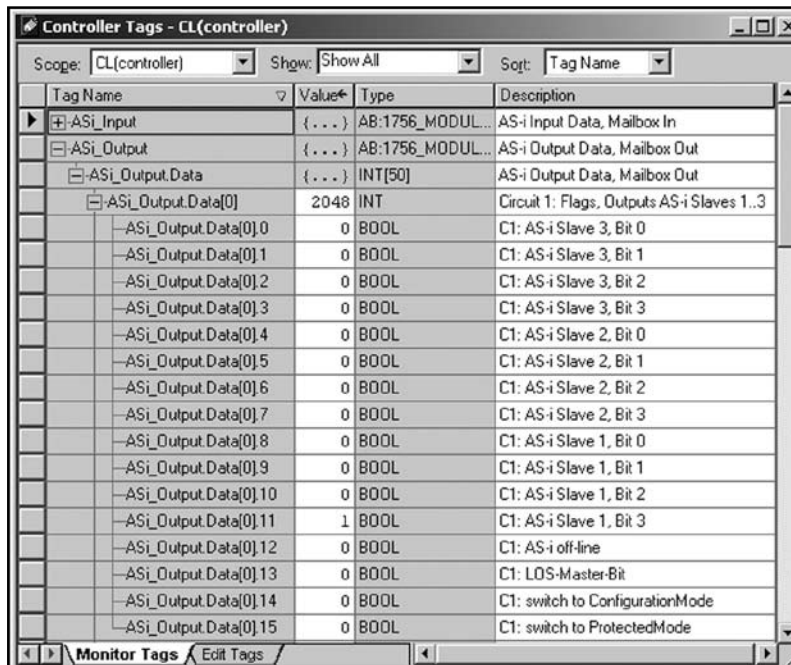 Controller Tags - CL(controller)
Scope: CL(controller) Show: Show All Sort: Tag Name
Tag Name Value Type Description
ASi_Input {...} AB:1756_MODUL... AS-i Input Data, Mailbox In
ASi_Output {...} AB:1756_MODUL... AS-i Output Data, Mailbox Out
ASi_Output.Data {...} INT[50] AS-i Output Data, Mailbox Out
ASi_Output.Data[0] 2048 INT Circuit 1: Flags, Outputs AS-i Slaves 1..3
ASi_Output.Data[0].0 0 BOOL C1: AS-i Slave 3, Bit 0
ASi_Output.Data[0].1 0 BOOL C1: AS-i Slave 3, Bit 1
ASi_Output.Data[0].2 0 BOOL C1: AS-i Slave 3, Bit 2
ASi_Output.Data[0].3 0 BOOL C1: AS-i Slave 3, Bit 3
ASi_Output.Data[0].4 0 BOOL C1: AS-i Slave 2, Bit 0
ASi_Output.Data[0].5 0 BOOL C1: AS-i Slave 2, Bit 1
ASi_Output.Data[0].6 0 BOOL C1: AS-i Slave 2, Bit 2
ASi_Output.Data[0].7 0 BOOL C1: AS-i Slave 2, Bit 3
ASi_Output.Data[0].8 0 BOOL C1: AS-i Slave 1, Bit 0
ASi_Output.Data[0].9 0 BOOL C1: AS-i Slave 1, Bit 1
ASi_Output.Data[0].10 0 BOOL C1: AS-i Slave 1, Bit 2
ASi_Output.Data[0].11 1 BOOL C1: AS-i Slave 1, Bit 3
ASi_Output.Data[0].12 0 BOOL C1: AS-i off-line
ASi_Output.Data[0].13 0 BOOL C1: LOS-Master-Bit
ASi_Output.Data[0].14 0 BOOL C1: switch to ConfigurationMode
ASi_Output.Data[0].15 0 BOOL C1: switch to ProtectedMode
Monitor Tags Edit Tags